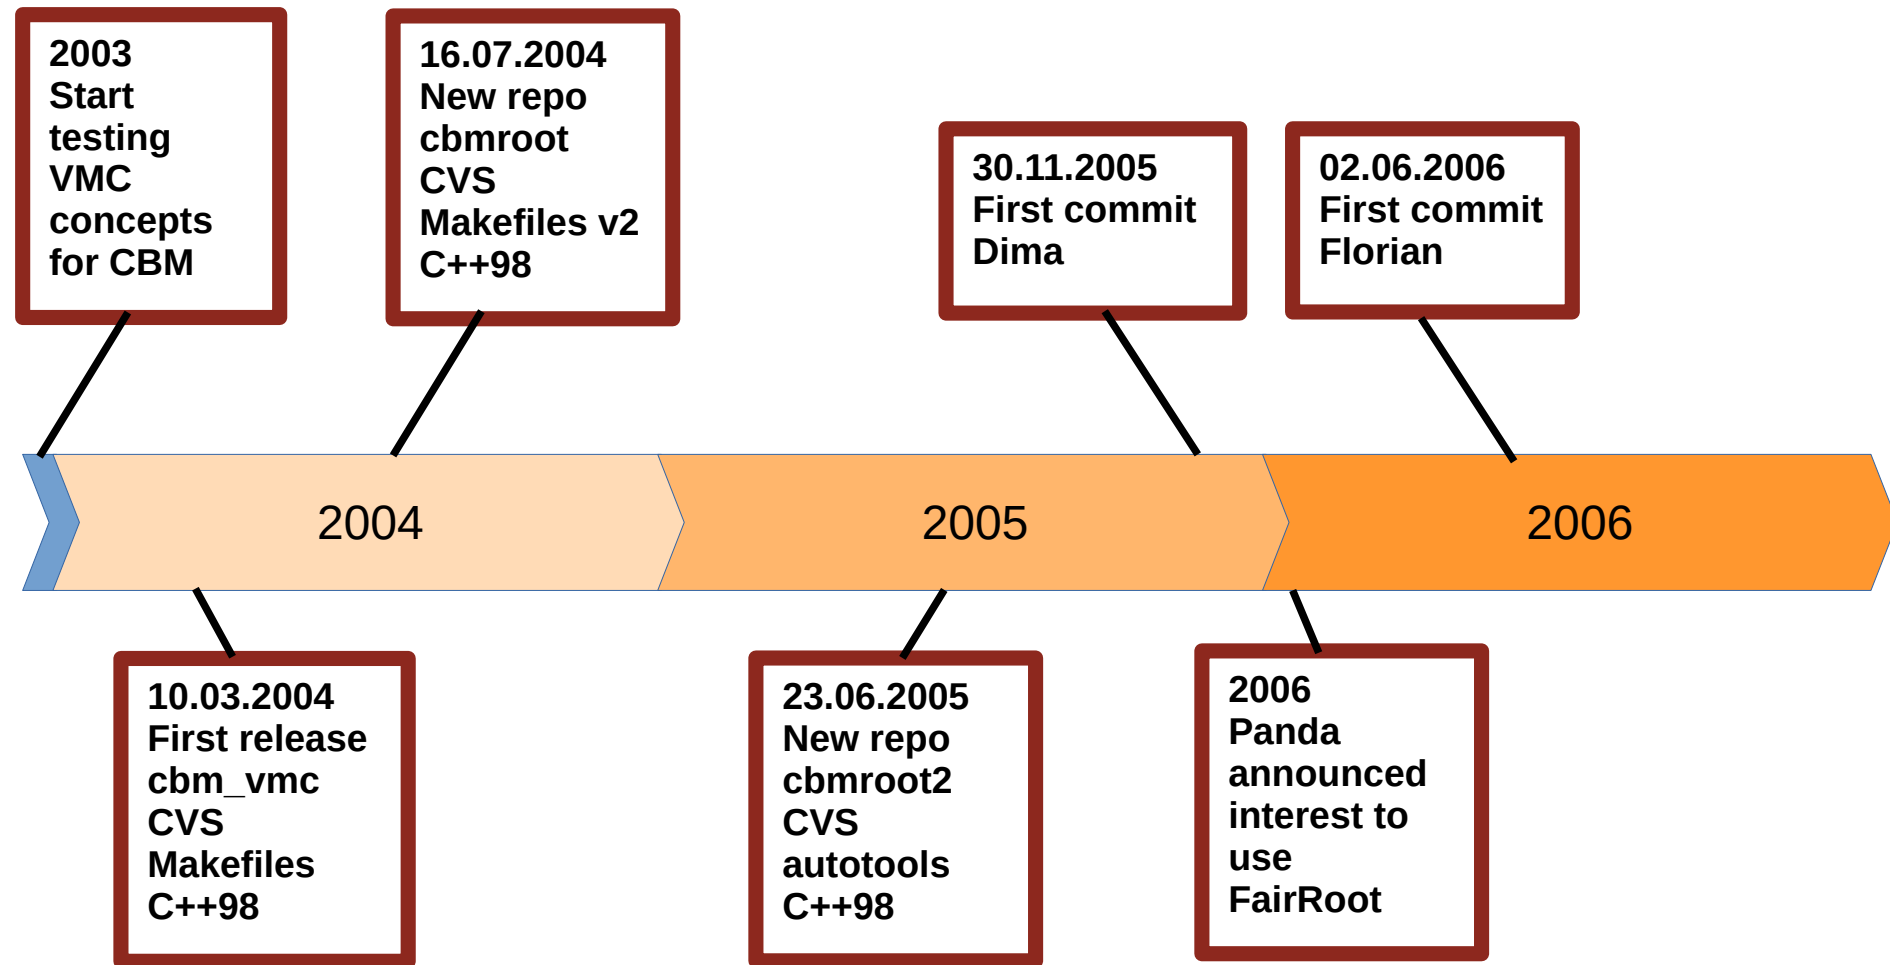 2003
Start
testing
VMC
concepts
for CBM
16.07.2004
New repo
cbmroot
CVS
Makefiles v2
C++98
30.11.2005
First commit
Dima
02.06.2006
First commit
Florian
2004
2005
2006
10.03.2004
First release
cbm_vmc
CVS
Makefiles
C++98
23.06.2005
New repo
cbmroot2
CVS
autotools
C++98
2006
Panda
announced
interest to
use
FairRoot